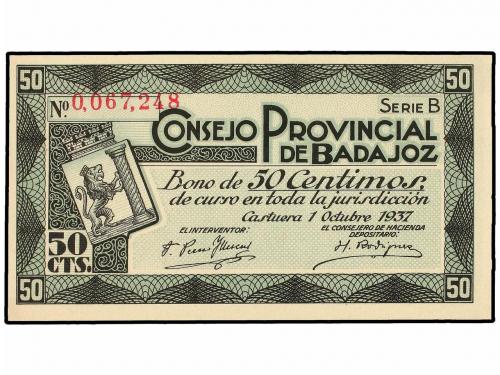 50 50
Nº 0,067,248
SERIE B
CONSEJO PROVINCIAL
DE BADAJOZ
Bono de 50 Centimos,
de curso en toda la jurisdicción
Castuera 1 Octubre 1937
EL INTERVENTOR:
EL CONSEJERO DE HACIENDA
DEPOSITARIO:
H. Rodriguez
50
CTS.
50 50